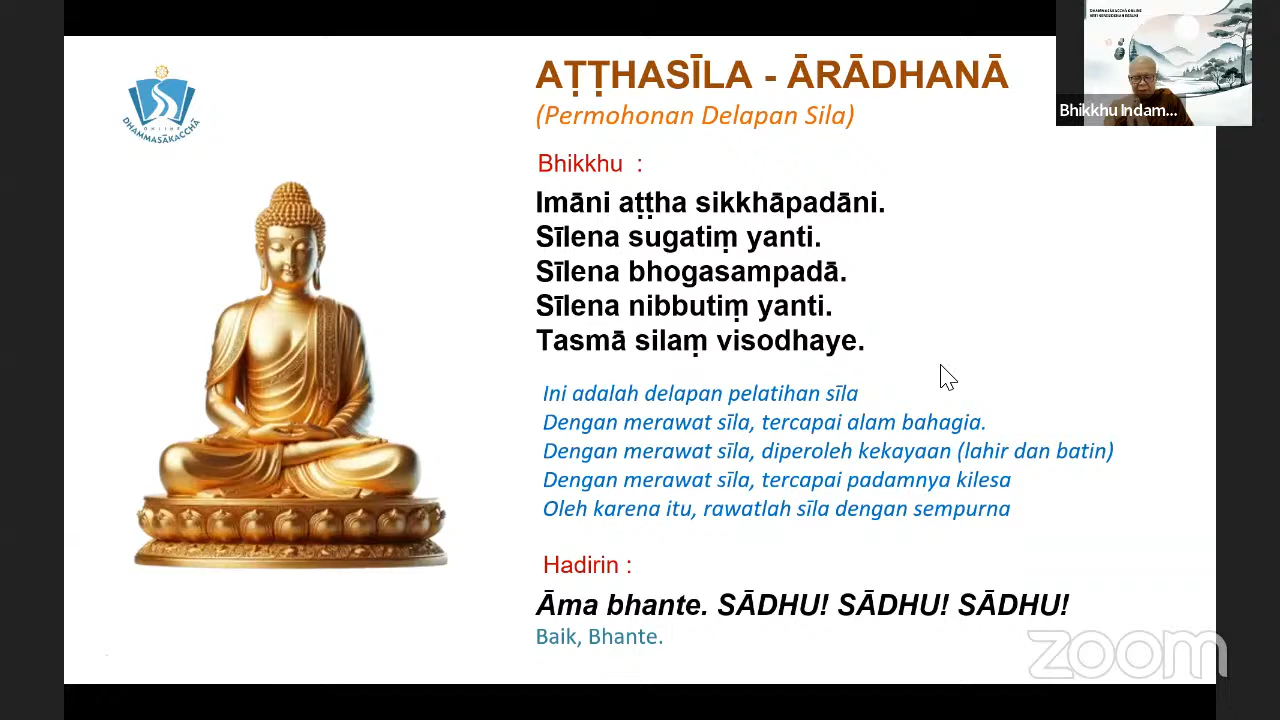 AṬṬHASĪLA - ĀRĀDHANĀ
(Permohonan Delapan Sila)
Bhikkhu :
Imāni aṭṭha sikkhāpadāni.
Sīlena sugatiṃ yanti.
Sīlena bhogasampadā.
Sīlena nibbutiṃ yanti.
Tasmā silaṃ visodhaye.
Ini adalah delapan pelatihan sīla
Dengan merawat sīla, tercapai alam bahagia.
Dengan merawat sīla, diperoleh kekayaan (lahir dan batin)
Dengan merawat sīla, tercapai padamnya kilesa
Oleh karena itu, rawatlah sīla dengan sempurna
Hadirin :
Āma bhante. SĀDHU! SĀDHU! SĀDHU!
Baik, Bhante.
ONLINE
DHAMMASĀKACCHĀ
DHAMMASĀKACCHĀ ONLINE
Bhikkhu Indam...
zoom